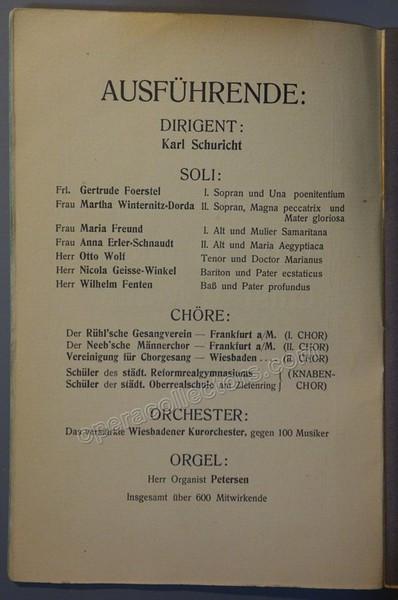 AUSFÜHRENDE:
DIRIGENT:
Karl Schuricht
SOLI:
Frl. Gertrude Foerstel I. Sopran und Una poenitentium
Frau Martha Winternitz-Dorda II. Sopran, Magna peccatrix und
Mater gloriosa
Frau Maria Freund I. Alt und Mulier Samaritana
Frau Anna Erler-Schnaudt II. Alt und Maria Aegyptiaca
Herr Otto Wolf Tenor und Doctor Marianus
Herr Nicola Geisse-Winkel Bariton und Pater ecstaticus
Herr Wilhelm Fenten Baß und Pater profundus
CHÖRE:
Der Rühl'sche Gesangverein — Frankfurt a/M. (I. CHOR)
Der Neeb'sche Männerchor — Frankfurt a/M. (II. CHOR)
Vereinigung für Chorgesang — Wiesbaden . . . (II. CHOR)
Schüler des städt. Reformrealgymnasiums (KNABEN-
Schüler der städt. Oberrealschule am Zietenring CHOR)
ORCHESTER:
Das verstärkte Wiesbadener Kurorchester, gegen 100 Musiker
ORGEL:
Herr Organist Petersen
Insgesamt über 600 Mitwirkende
operacollectors.com